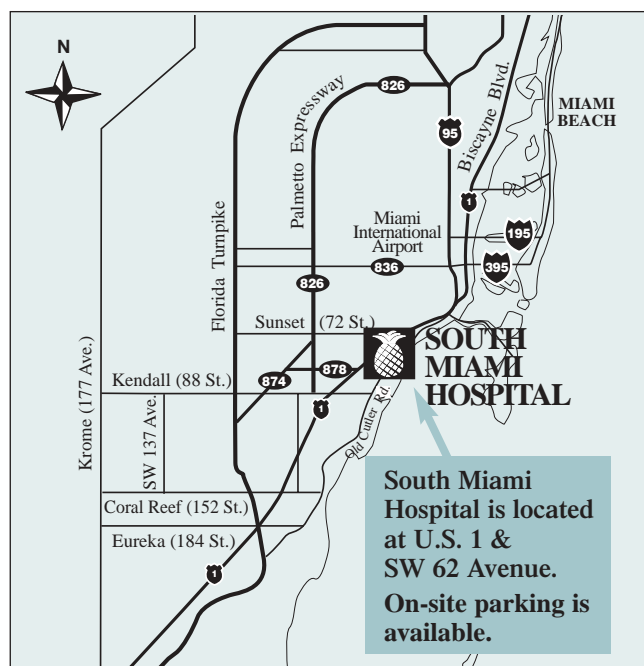 N
826
Palmetto Expressway
95
Biscayne Blvd.
MIAMI
BEACH
1
Florida Turnpike
Miami
International
Airport
195
836
395
826
Sunset (72 St.)
SOUTH
MIAMI
HOSPITAL
878
874
Kendall (88 St.)
1
Krome (177 Ave.)
SW 137 Ave.
Old Cutler Rd.
Coral Reef (152 St.)
Eureka (184 St.)
1
South Miami
Hospital is located
at U.S. 1 &
SW 62 Avenue.
On-site parking is
available.